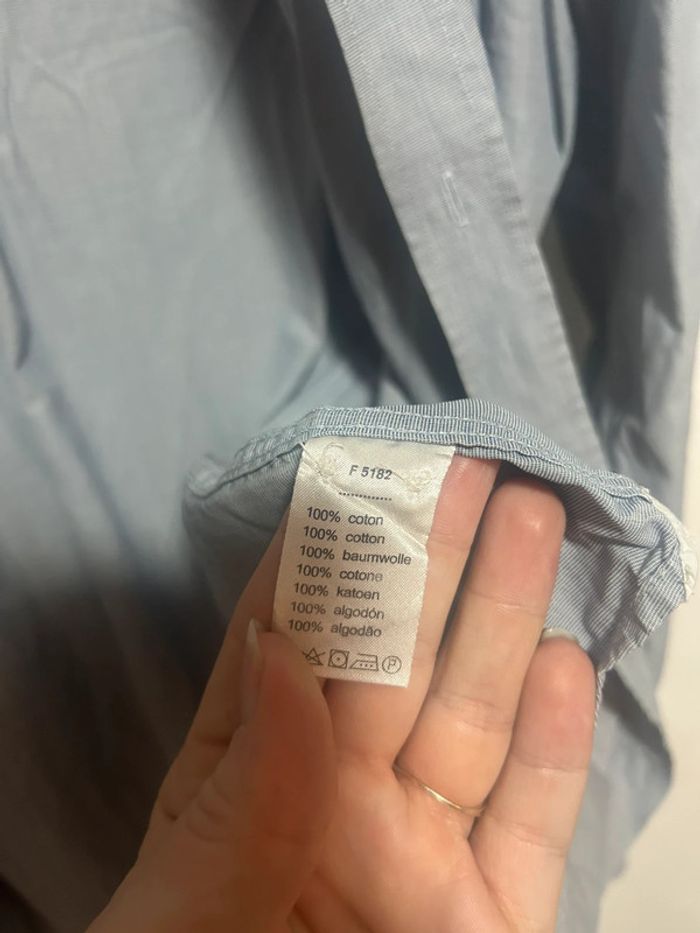 F 5182
.............
100% coton
100% cotton
100% baumwolle
100% cotone
100% katoen
100% algodón
100% algodão
P